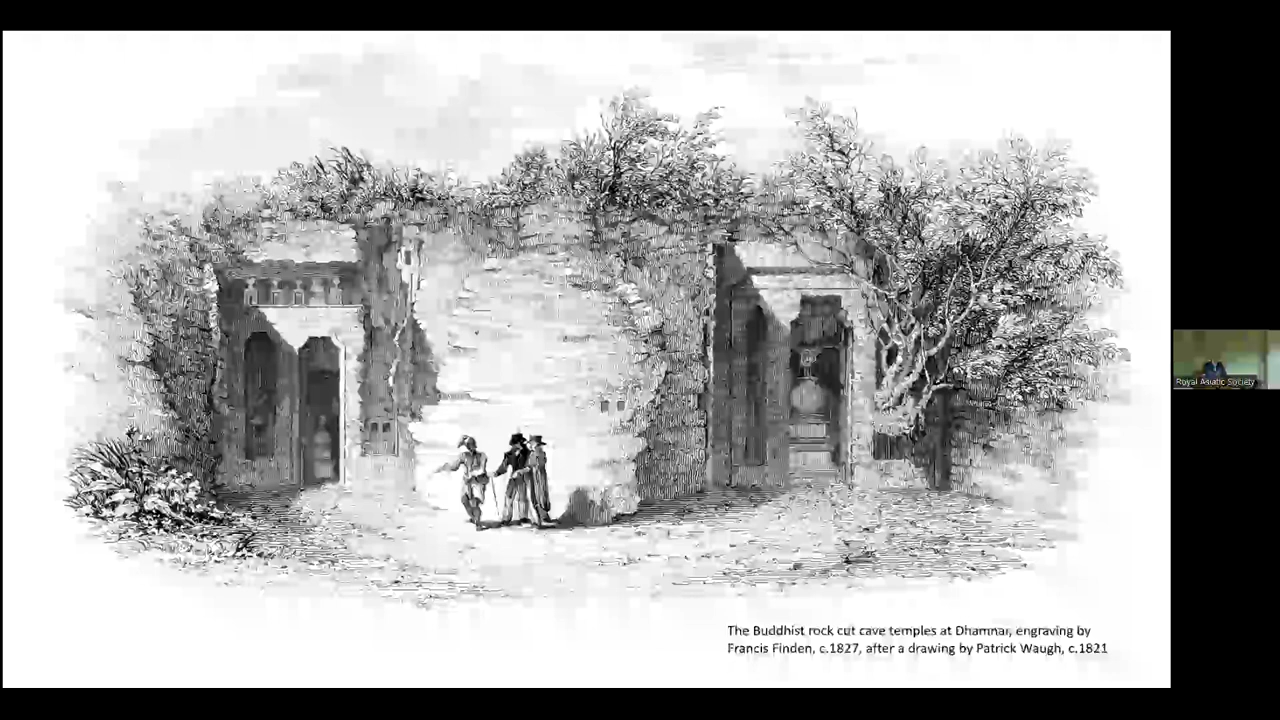 The Buddhist rock cut cave temples at Dhamnar, engraving by
Francis Finden, c.1827, after a drawing by Patrick Waugh, c.1821
Royal Asiatic Society